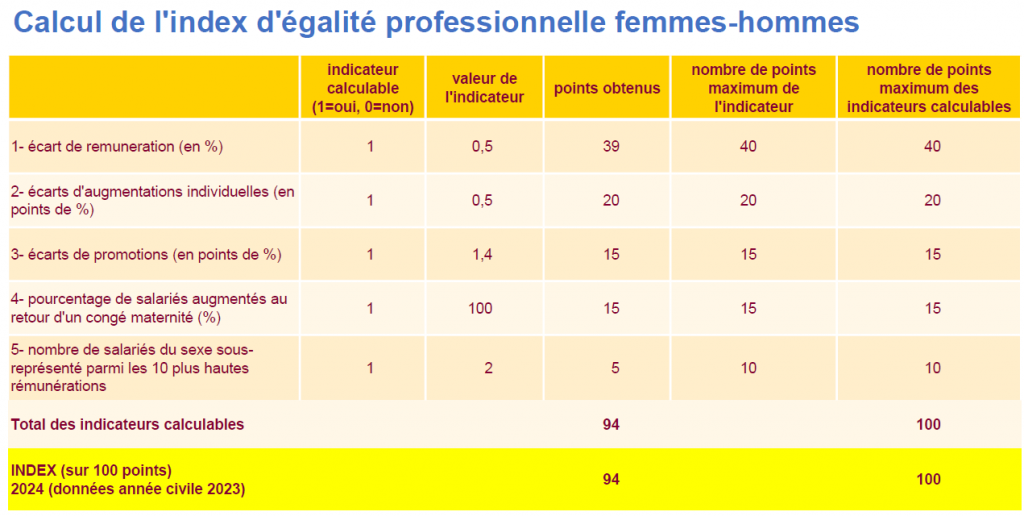 Calcul de l'index d'égalité professionnelle femmes-hommes
indicateur calculable (1=oui, 0=non) valeur de l'indicateur points obtenus nombre de points maximum de l'indicateur nombre de points maximum des indicateurs calculables
1- écart de remuneration (en %) 1 0,5 39 40 40
2- écarts d'augmentations individuelles (en points de %) 1 0,5 20 20 20
3- écarts de promotions (en points de %) 1 1,4 15 15 15
4- pourcentage de salariés augmentés au retour d'un congé maternité (%) 1 100 15 15 15
5- nombre de salariés du sexe sous-représenté parmi les 10 plus hautes rémunérations 1 2 5 10 10
Total des indicateurs calculables 94 100
INDEX (sur 100 points)
2024 (données année civile 2023) 94 100